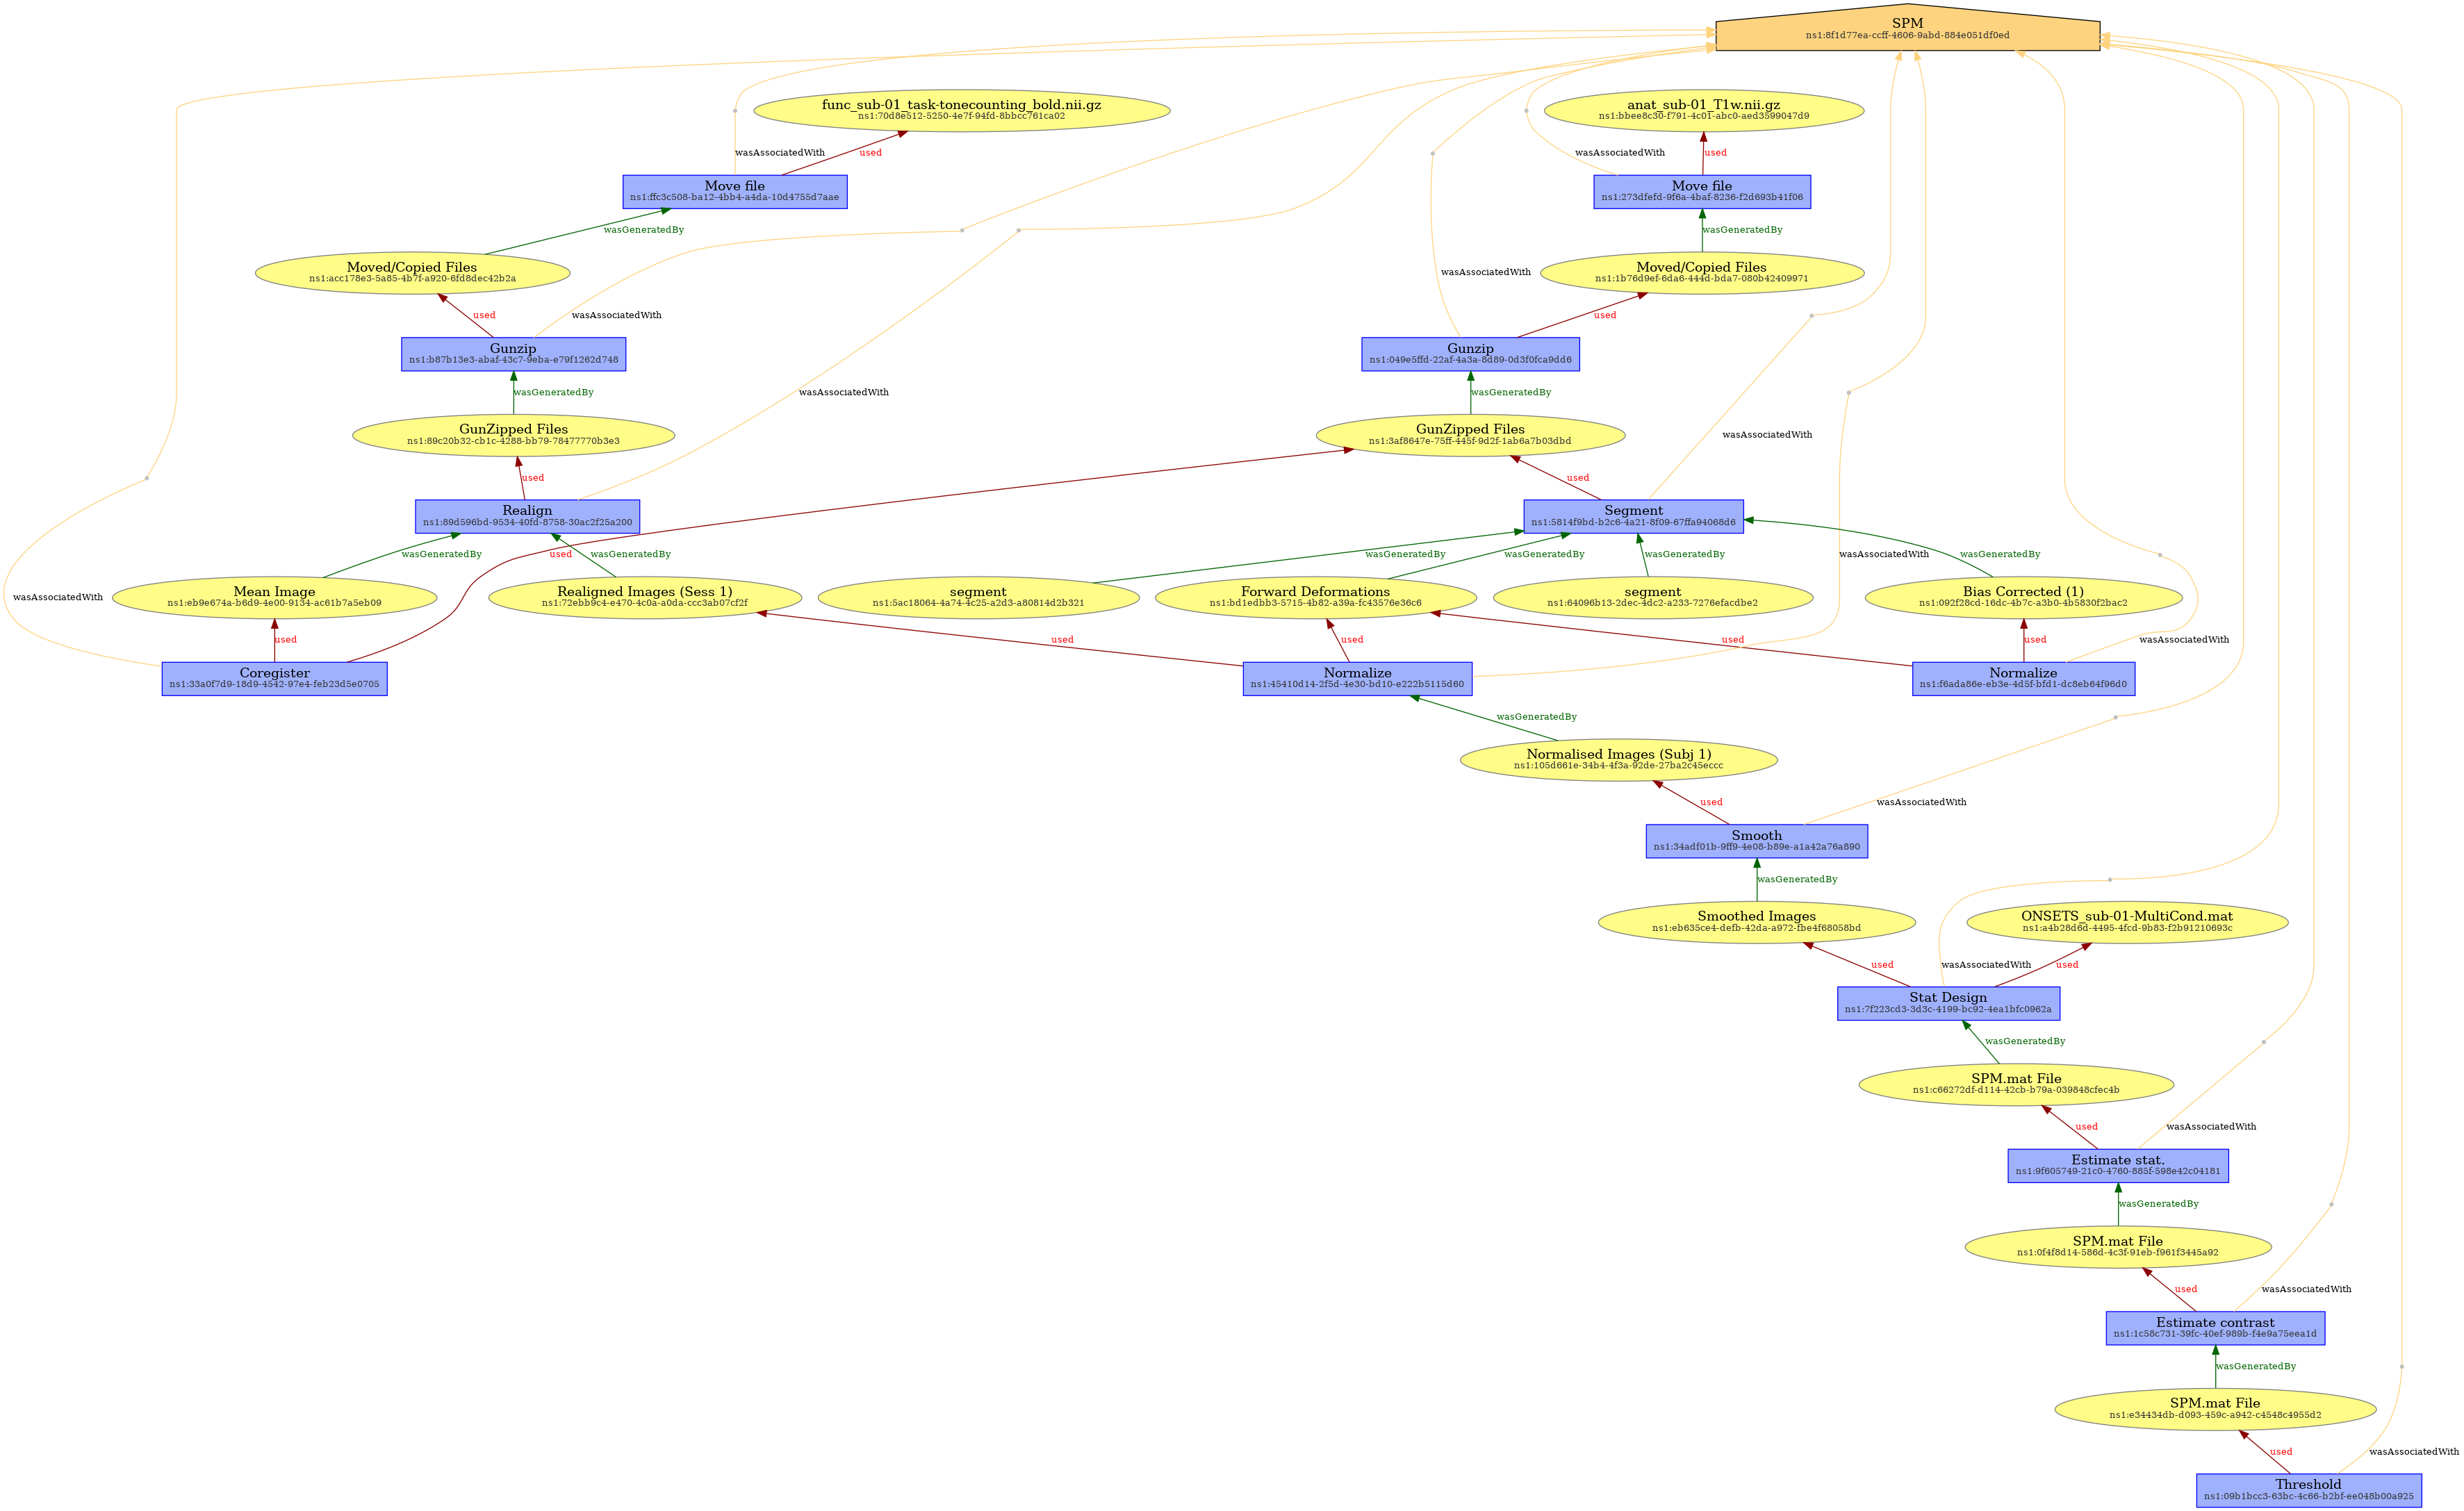 SPM
ns1:8f1d77ea-ccff-4606-9abd-884e051df0ed
func_sub-01_task-tonecounting_bold.nii.gz
ns1:70d8e512-5250-4e7f-94fd-8bbcc761ca02
anat_sub-01_T1w.nii.gz
ns1:bbee8c30-f791-4c01-abc0-aed3599047d9
wasAssociatedWith
used
wasAssociatedWith
used
Move file
ns1:ffc3c508-ba12-4bb4-a4da-10d4755d7aae
Move file
ns1:273dfefd-9f6a-4baf-8236-f2d693b41f06
wasGeneratedBy
wasGeneratedBy
Moved/Copied Files
ns1:acc178e3-5a85-4b7f-a920-6fd8dec42b2a
wasAssociatedWith
Moved/Copied Files
ns1:1b76d9ef-6da6-444d-bda7-080b42409971
used
wasAssociatedWith
used
Gunzip
ns1:b87b13e3-abaf-43c7-9eba-e79f1262d748
Gunzip
ns1:049e5ffd-22af-4a3a-8d89-0d3f0fca9dd6
wasGeneratedBy
wasAssociatedWith
wasGeneratedBy
GunZipped Files
ns1:89c20b32-cb1c-4288-bb79-78477770b3e3
GunZipped Files
ns1:3af8647e-75ff-445f-9d2f-1ab6a7b03dbd
wasAssociatedWith
used
used
Realign
ns1:89d596bd-9534-40fd-8758-30ac2f25a200
Segment
ns1:5814f9bd-b2c6-4a21-8f09-67ffa94068d6
wasGeneratedBy
used
wasGeneratedBy
wasGeneratedBy
wasGeneratedBy
wasGeneratedBy
wasAssociatedWith
wasGeneratedBy
wasAssociatedWith
Mean Image
ns1:eb9e674a-b6d9-4e00-9134-ac61b7a5eb09
Realigned Images (Sess 1)
ns1:72ebb9c4-e470-4c0a-a0da-ccc3ab07cf2f
segment
ns1:5ac18064-4a74-4c25-a2d3-a80814d2b321
Forward Deformations
ns1:bd1edbb3-5715-4b82-a39a-fc43576e36c6
segment
ns1:64096b13-2dec-4dc2-a233-7276efacdbe2
Bias Corrected (1)
ns1:092f28cd-16dc-4b7c-a3b0-4b5830f2bac2
used
used
used
used
used
wasAssociatedWith
Coregister
ns1:33a0f7d9-18d9-4542-97e4-feb23d5e0705
Normalize
ns1:45410d14-2f5d-4e30-bd10-e222b5115d60
Normalize
ns1:f6ada86e-eb3e-4d5f-bfd1-dc8eb64f96d0
wasGeneratedBy
Normalised Images (Subj 1)
ns1:105d661e-34b4-4f3a-92de-27ba2c45eccc
used
wasAssociatedWith
Smooth
ns1:34adf01b-9ff9-4e08-b89e-a1a42a76a890
wasGeneratedBy
Smoothed Images
ns1:eb635ce4-defb-42da-a972-fbe4f68058bd
ONSETS_sub-01-MultiCond.mat
ns1:a4b28d6d-4495-4fcd-9b83-f2b91210693c
used
wasAssociatedWith
used
Stat Design
ns1:7f223cd3-3d3c-4199-bc92-4ea1bfc0962a
wasGeneratedBy
SPM.mat File
ns1:c66272df-d114-42cb-b79a-039848cfec4b
used
wasAssociatedWith
Estimate stat.
ns1:9f605749-21c0-4760-885f-598e42c04181
wasGeneratedBy
SPM.mat File
ns1:0f4f8d14-586d-4c3f-91eb-f961f3445a92
used
wasAssociatedWith
Estimate contrast
ns1:1c58c731-39fc-40ef-989b-f4e9a75eea1d
wasGeneratedBy
SPM.mat File
ns1:e34434db-d093-459c-a942-c4548c4955d2
used
wasAssociatedWith
Threshold
ns1:09b1bcc3-63bc-4c66-b2bf-ee048b00a925